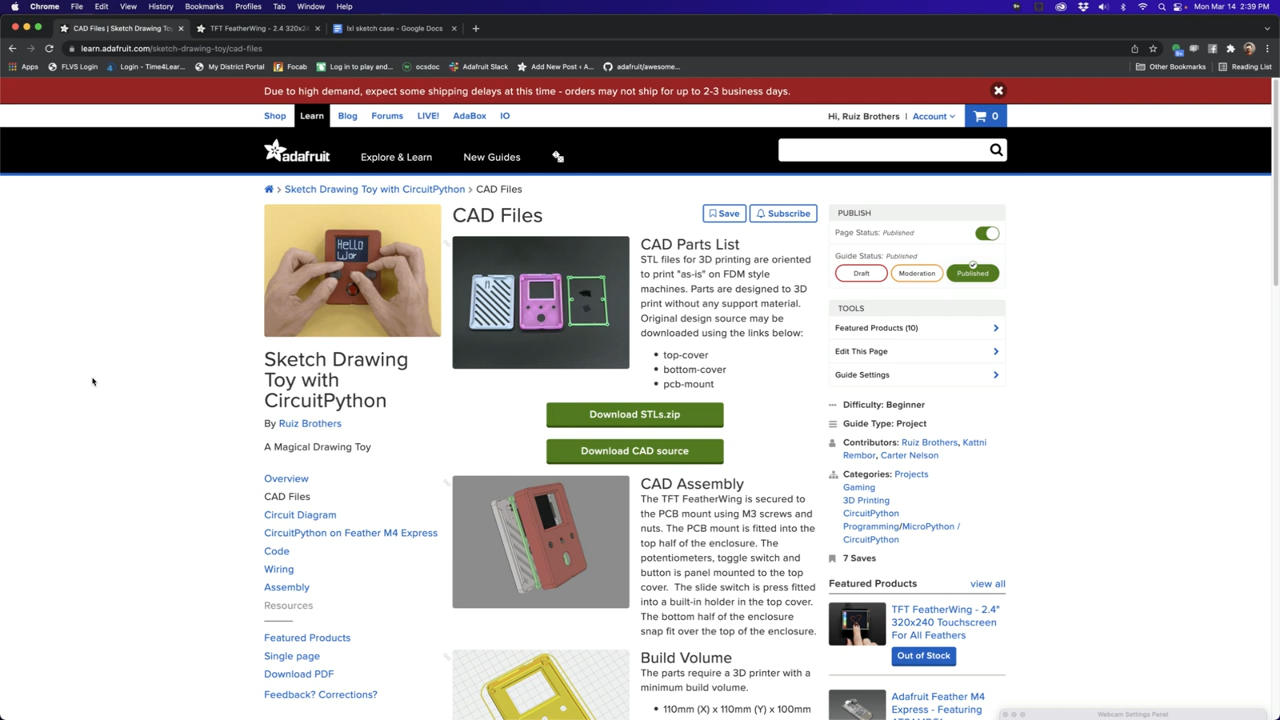 Chrome File Edit View History Bookmarks Profiles Tab Window Help Mon Mar 14 2:39 PM
CAD Files | Sketch Drawing To
TFT FeatherWing - 2.4 320x24
lxl sketch case - Google Docs
learn.adafruit.com/sketch-drawing-toy/cad-files
Apps FLVS Login Login - Time4Lear... My District Portal Focab Log in to play and... ocsdoc Adafruit Slack Add New Post ‹ A... adafruit/awesome... Other Bookmarks Reading List
Due to high demand, expect some shipping delays at this time - orders may not ship for up to 2-3 business days.
Shop Learn Blog Forums LIVE! AdaBox IO Hi, Ruiz Brothers | Account 0
adafruit Explore & Learn New Guides
Sketch Drawing Toy with CircuitPython > CAD Files
Hello
Wor
Sketch Drawing
Toy with
CircuitPython
By Ruiz Brothers
A Magical Drawing Toy
Overview
CAD Files
Circuit Diagram
CircuitPython on Feather M4 Express
Code
Wiring
Assembly
Resources
Featured Products
Single page
Download PDF
Feedback? Corrections?
CAD Files
Save
Subscribe
CAD Parts List
STL files for 3D printing are oriented
to print "as-is" on FDM style
machines. Parts are designed to 3D
print without any support material.
Original design source may be
downloaded using the links below:
• top-cover
• bottom-cover
• pcb-mount
Download STLs.zip
Download CAD source
CAD Assembly
The TFT FeatherWing is secured to
the PCB mount using M3 screws and
nuts. The PCB mount is fitted into the
top half of the enclosure. The
potentiometers, toggle switch and
button is panel mounted to the top
cover. The slide switch is press fitted
into a built-in holder in the top cover.
The bottom half of the enclosure
snap fit over the top of the enclosure.
Build Volume
The parts require a 3D printer with a
minimum build volume.
• 110mm (X) x 110mm (Y) x 100mm
PUBLISH
Page Status: Published
Guide Status: Published
Draft Moderation Published
TOOLS
Featured Products (10)
Edit This Page
Guide Settings
Difficulty: Beginner
Guide Type: Project
Contributors: Ruiz Brothers, Kattni
Rembor, Carter Nelson
Categories: Projects
Gaming
3D Printing
CircuitPython
Programming/MicroPython /
CircuitPython
7 Saves
Featured Products view all
TFT FeatherWing - 2.4"
320x240 Touchscreen
For All Feathers
Out of Stock
Adafruit Feather M4
Express - Featuring
Webcam Settings Panel